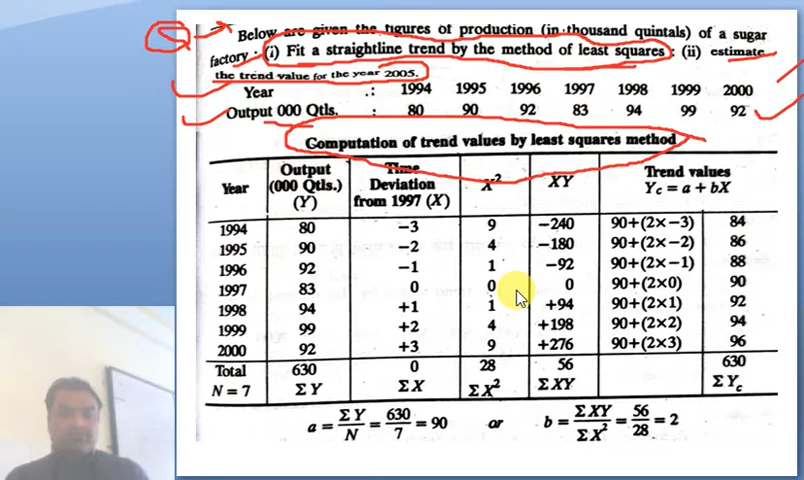 Below are given the figures of production (in thousand quintals) of a sugar
factory : (i) Fit a straightline trend by the method of least squares ; (ii) estimate
the trend value for the year 2005.
Year : 1994 1995 1996 1997 1998 1999 2000
Output 000 Qtls. : 80 90 92 83 94 99 92
Computation of trend values by least squares method
Year Output (000 Qtls.) (Y) Time Deviation from 1997 (X) X² XY Trend values Yc = a + bX
1994 80 −3 9 −240 90+(2×−3) 84
1995 90 −2 4 −180 90+(2×−2) 86
1996 92 −1 1 −92 90+(2×−1) 88
1997 83 0 0 0 90+(2×0) 90
1998 94 +1 1 +94 90+(2×1) 92
1999 99 +2 4 +198 90+(2×2) 94
2000 92 +3 9 +276 90+(2×3) 96
Total 630 0 28 56 630
N = 7 ΣY ΣX ΣX² ΣXY ΣYc
a = ΣY/N = 630/7 = 90 or b = ΣXY/ΣX² = 56/28 = 2